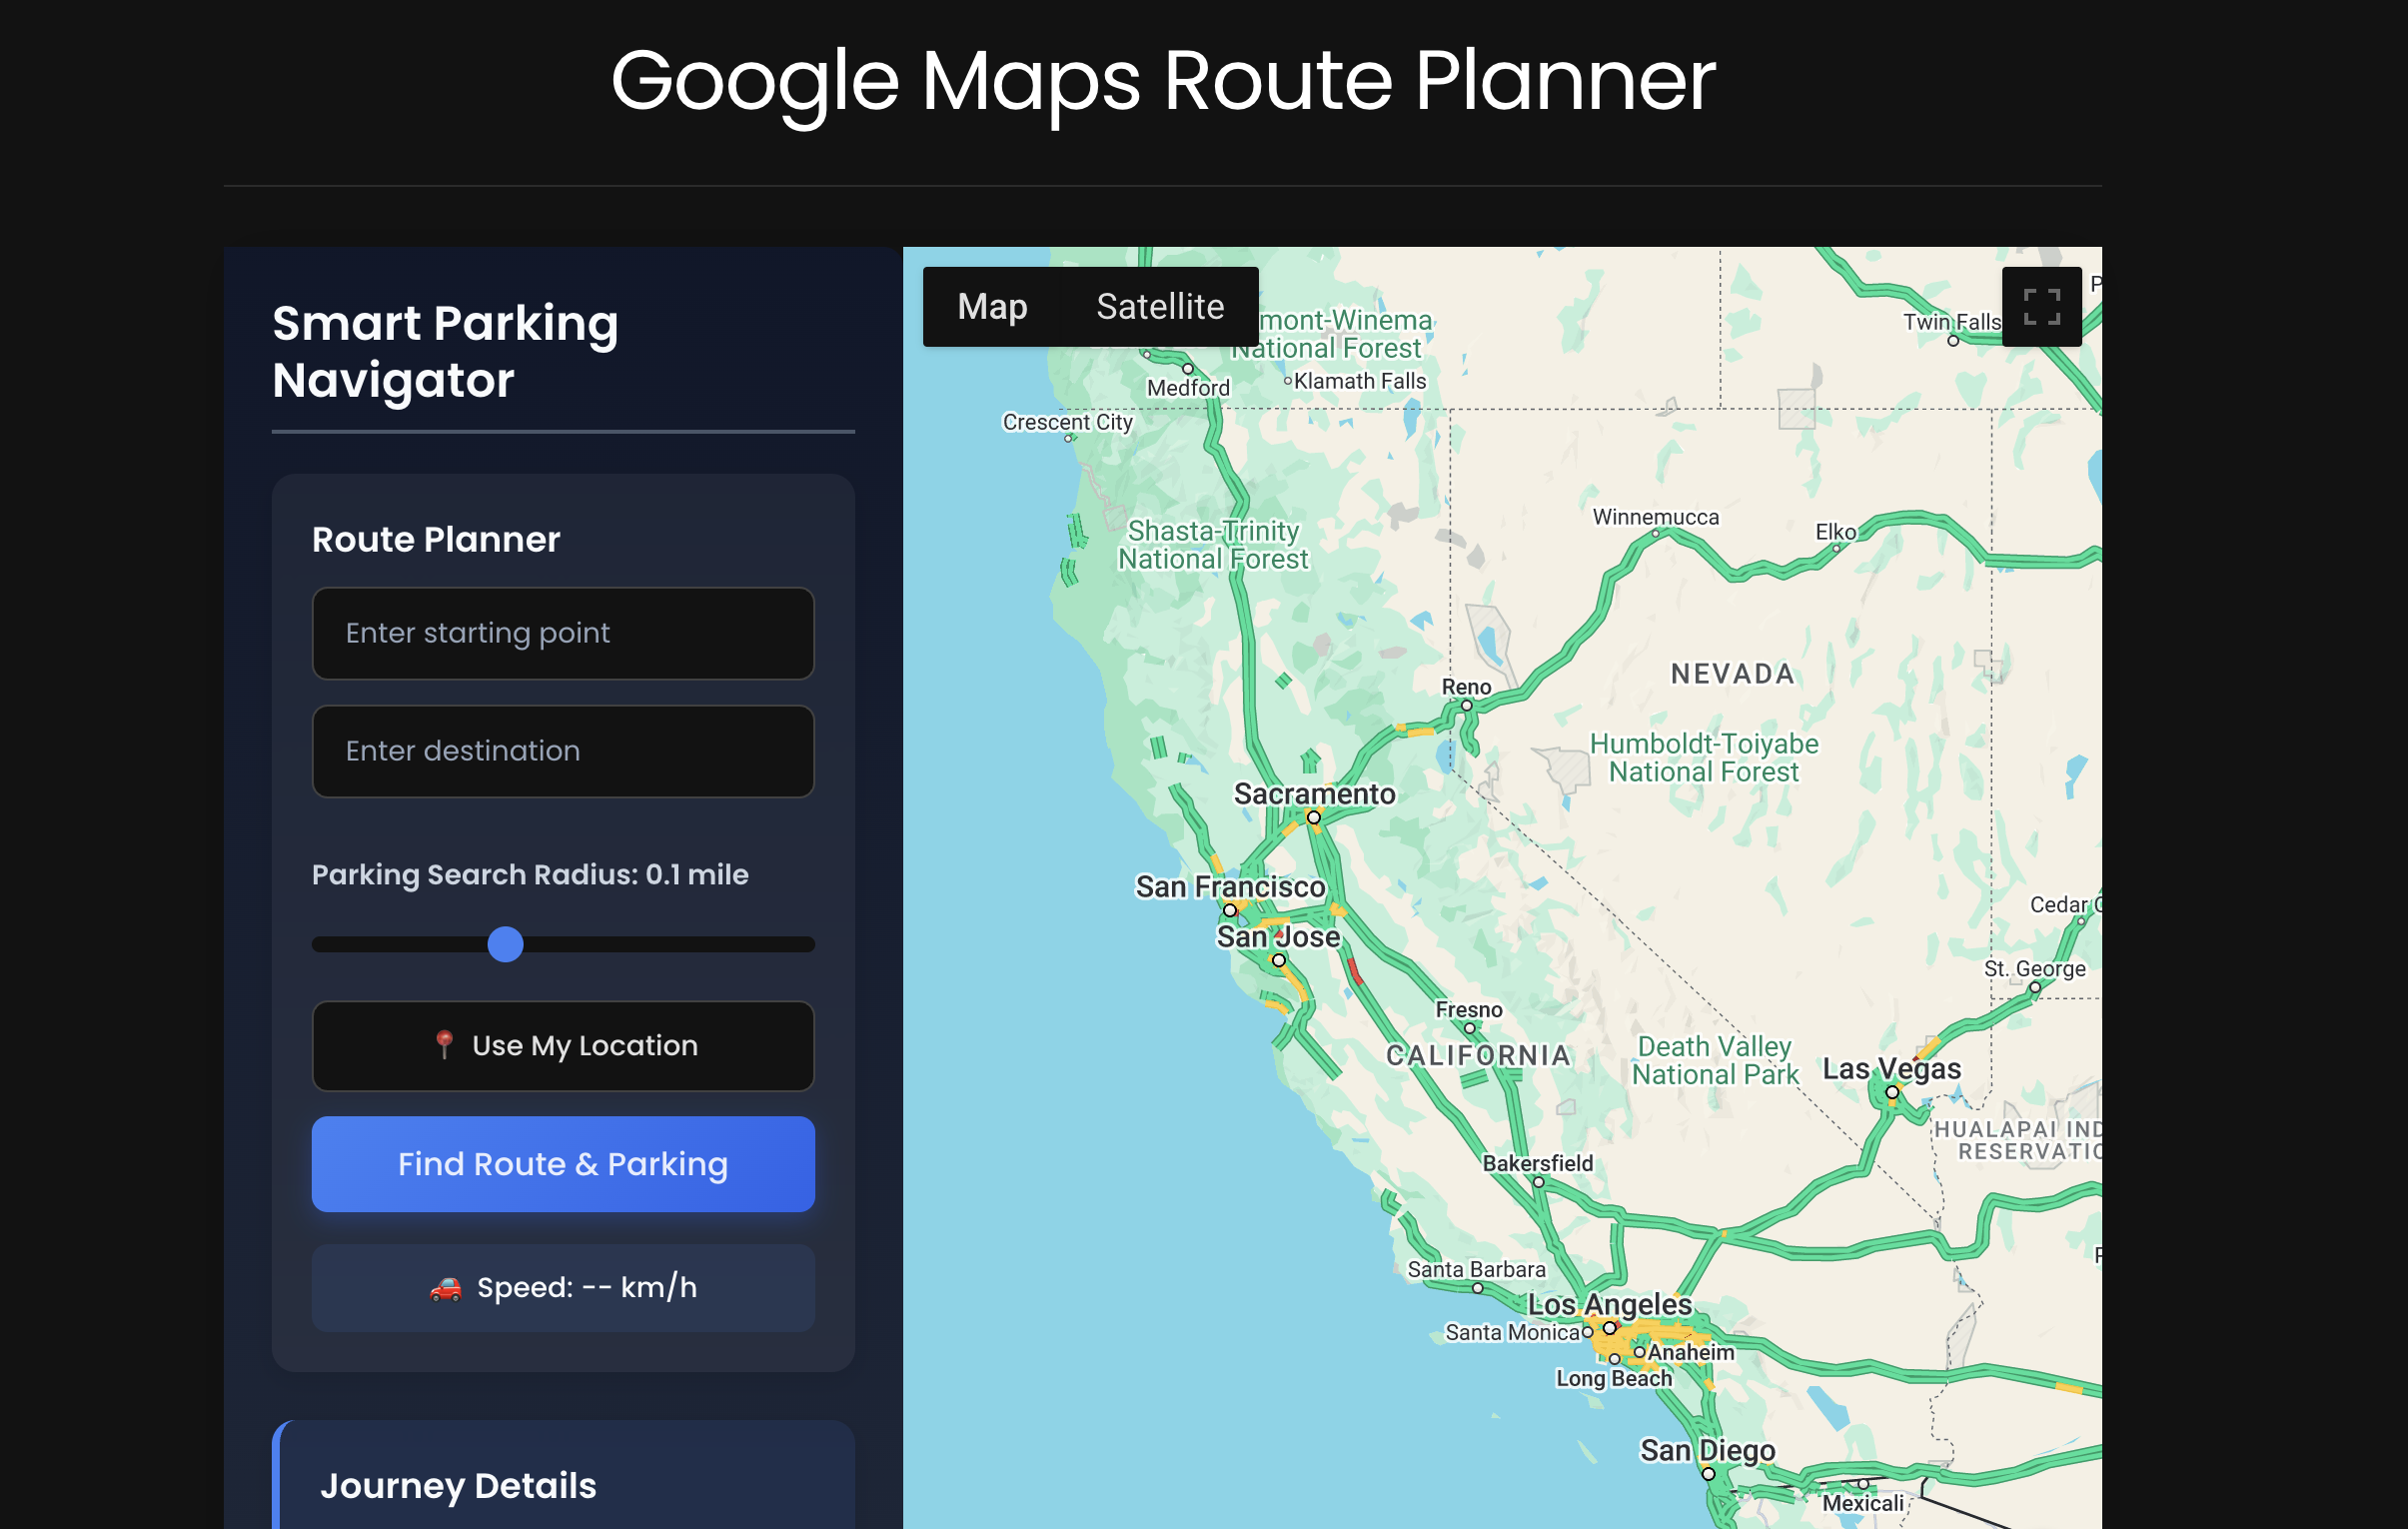 Google Maps Route Planner
Smart Parking
Navigator
Route Planner
Enter starting point
Enter destination
Parking Search Radius: 0.1 mile
Use My Location
Find Route & Parking
Speed: -- km/h
Journey Details
Map
Satellite
mont-Winema
National Forest
Klamath Falls
Medford
Crescent City
Twin Falls
P
Shasta-Trinity
National Forest
Winnemucca
Elko
NEVADA
Reno
Humboldt-Toiyabe
National Forest
Sacramento
San Francisco
San Jose
Cedar C
St. George
Fresno
CALIFORNIA
Death Valley
National Park
Las Vegas
HUALAPAI IND
RESERVATIO
Bakersfield
Santa Barbara
Los Angeles
Santa Monica
Anaheim
Long Beach
San Diego
Mexicali